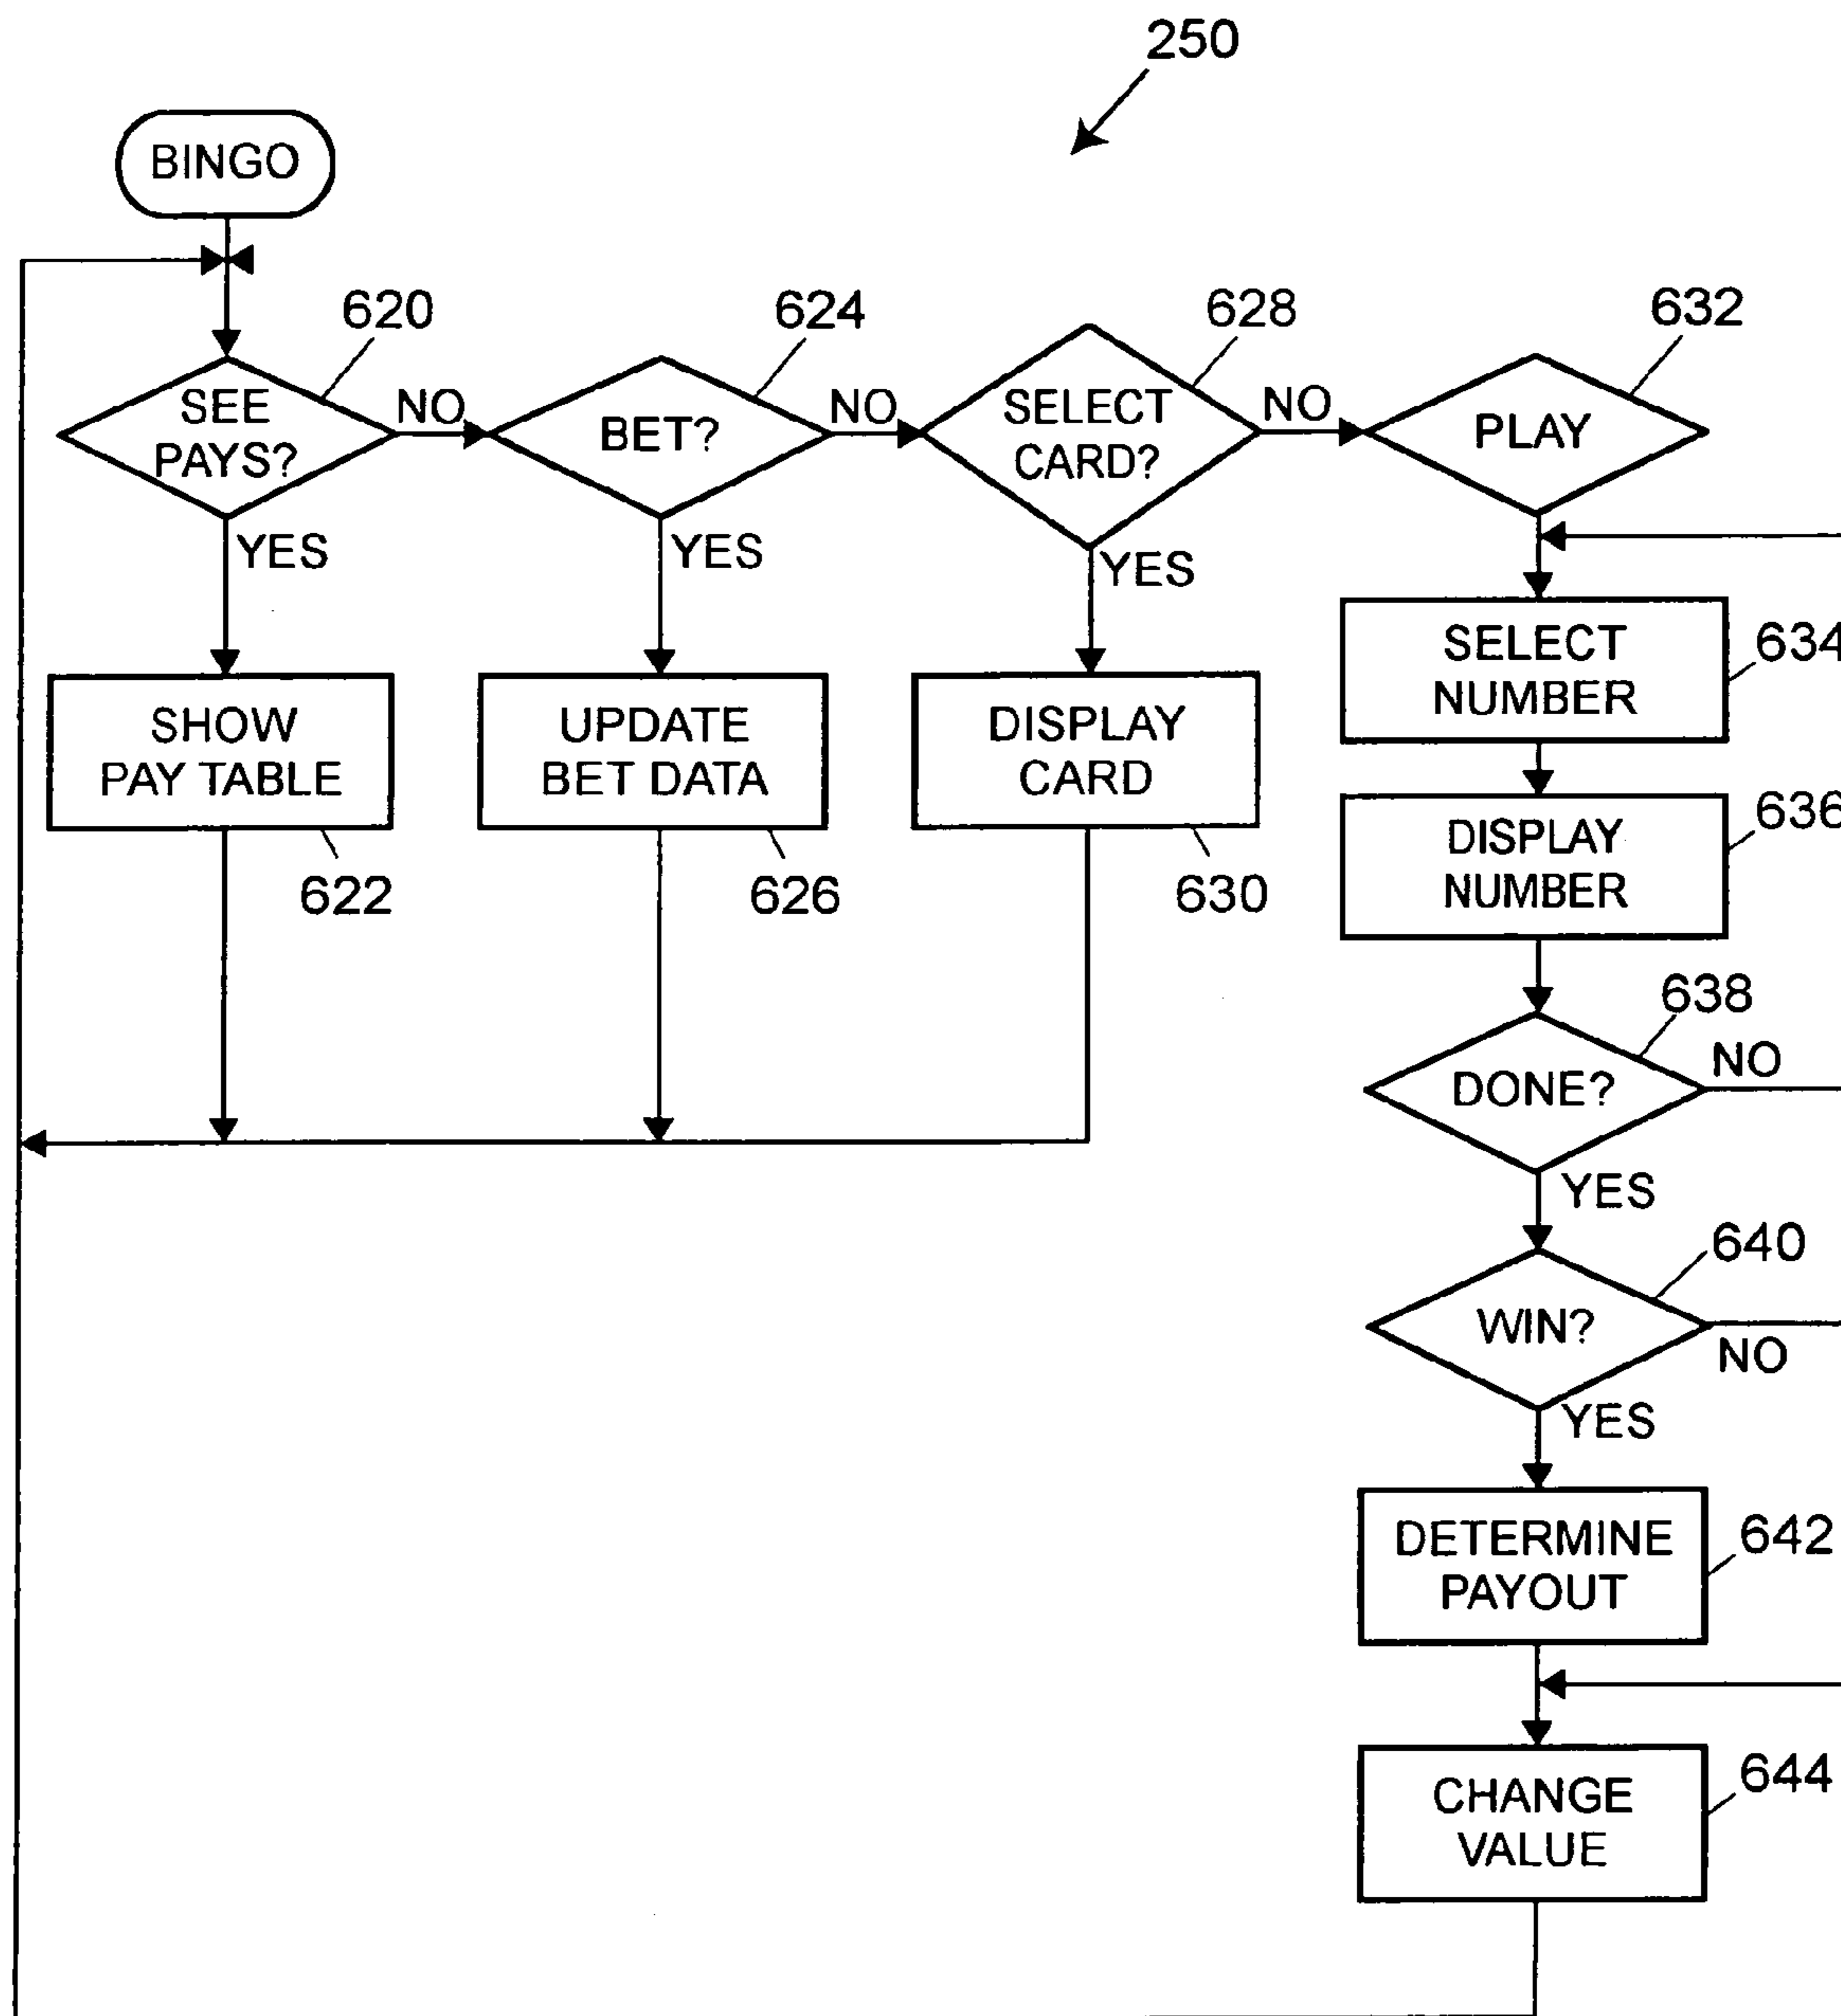 250
BINGO
620
624
628
632
SEE
PAYS?
NO
BET?
NO
SELECT
CARD?
NO
PLAY
YES
YES
YES
SELECT
NUMBER
634
SHOW
PAY TABLE
UPDATE
BET DATA
DISPLAY
CARD
DISPLAY
NUMBER
636
622
626
630
638
DONE?
NO
YES
640
WIN?
NO
YES
DETERMINE
PAYOUT
642
CHANGE
VALUE
644